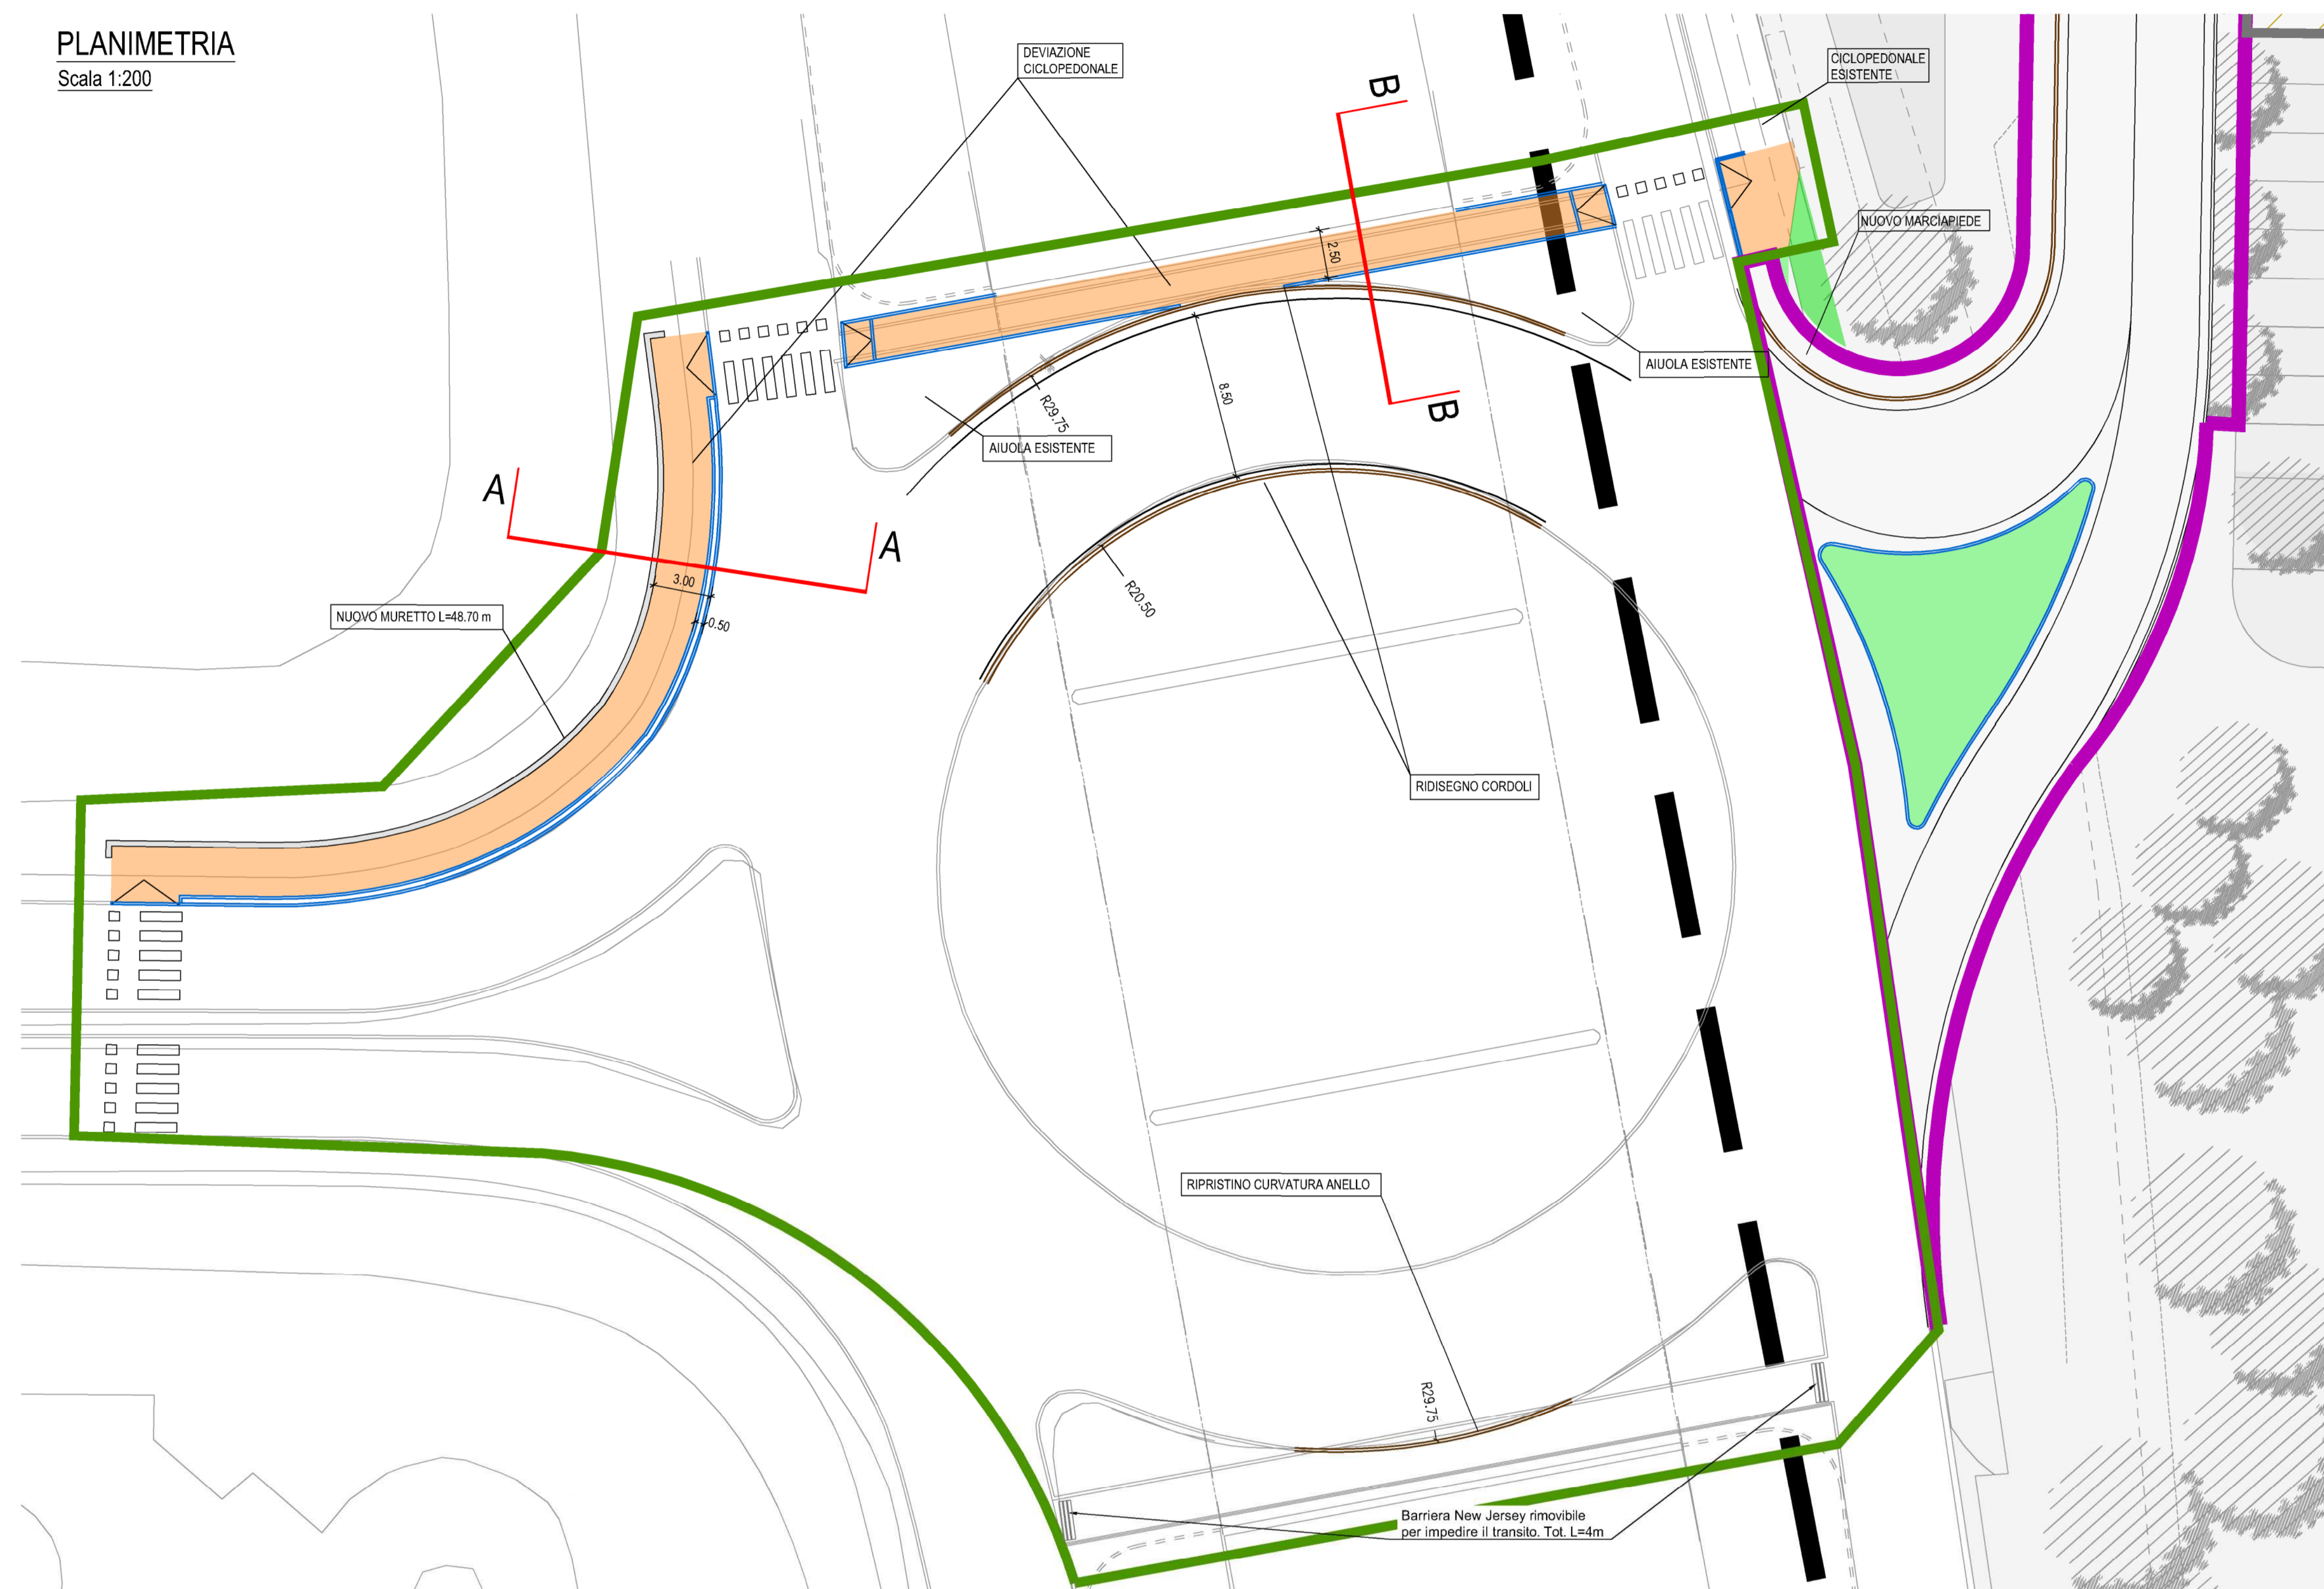 PLANIMETRIA
Scala 1:200
DEVIAZIONE
CICLOPEDONALE
CICLOPEDONALE
ESISTENTE
B
NUOVO MARCIAPIEDE
2.50
AIUOLA ESISTENTE
8.50
R29.75
B
AIUOLA ESISTENTE
A
A
3.00
R20.50
NUOVO MURETTO L=48.70 m
0.50
RIDISEGNO CORDOLI
RIPRISTINO CURVATURA ANELLO
R29.75
Barriera New Jersey rimovibile
per impedire il transito. Tot. L=4m